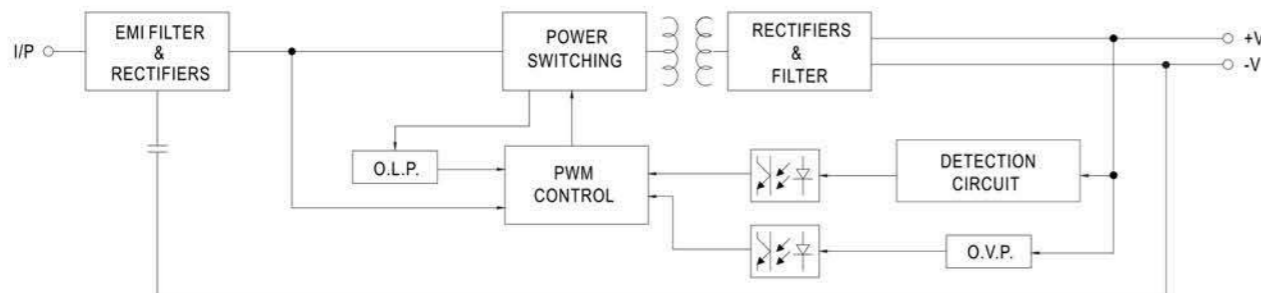 I/P
EMI FILTER
&
RECTIFIERS
POWER
SWITCHING
RECTIFIERS
&
FILTER
+V
-V
O.L.P.
PWM
CONTROL
DETECTION
CIRCUIT
O.V.P.